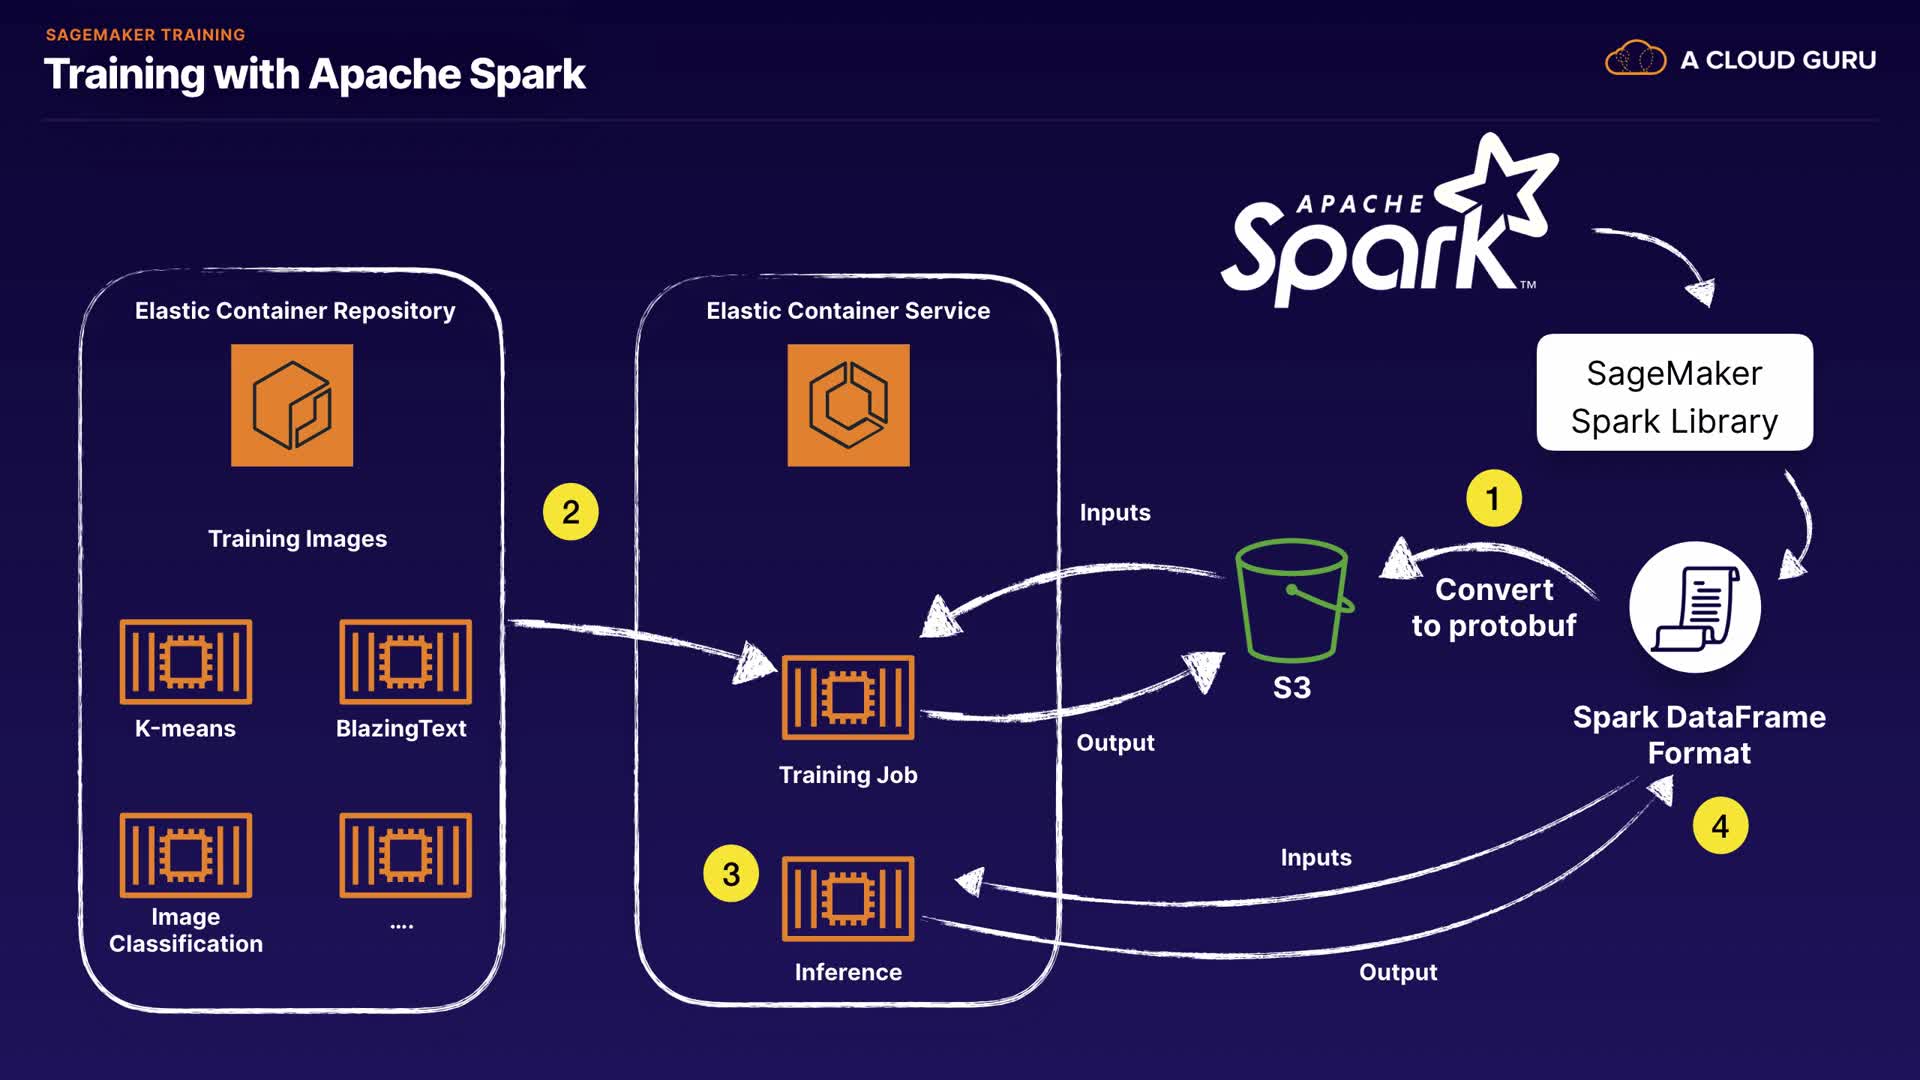 SAGEMAKER TRAINING
Training with Apache Spark
A CLOUD GURU
APACHE
Spark
TM
SageMaker
Spark Library
Elastic Container Repository
Elastic Container Service
2
1
Training Images
Inputs
Convert
to protobuf
S3
K-means
BlazingText
Output
Spark DataFrame
Format
Training Job
4
3
Inputs
Image
Classification
....
Inference
Output